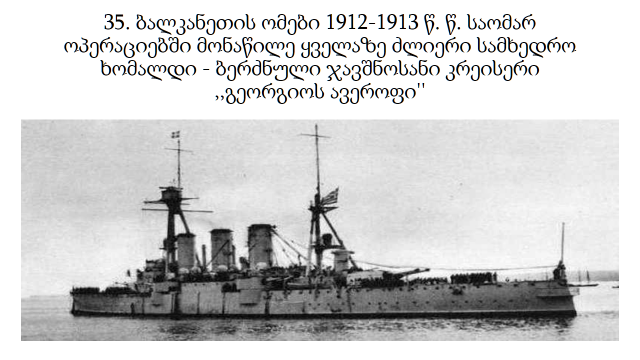 35. ბალკანეთის ომები 1912-1913 წ. წ. საომარ
ოპერაციებში მონაწილე ყველაზე ძლიერი სამხედრო
ხომალდი - ბერძნული ჯავშნოსანი კრეისერი
,,გეორგიოს ავეროფი"